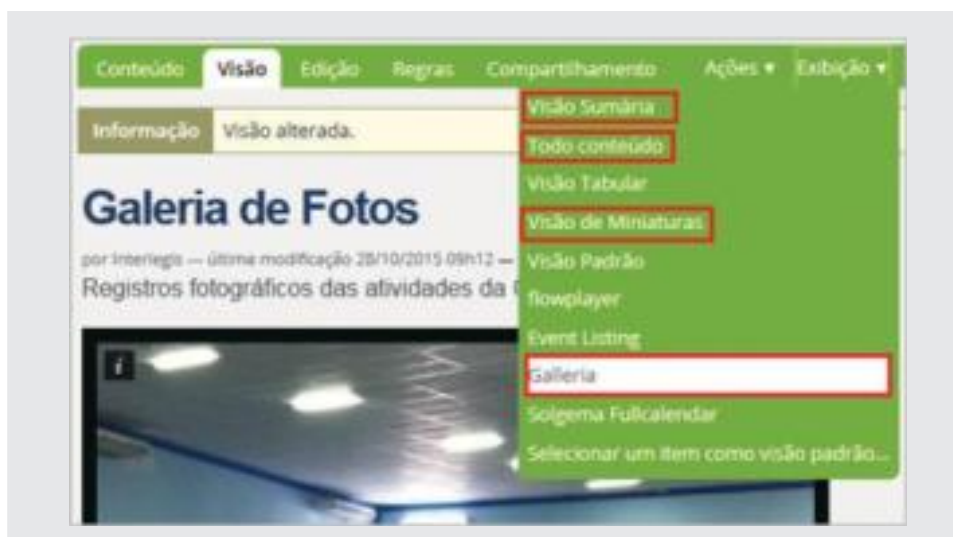 Conteúdo Visão Edição Regras Compartilhamento Ações ▾ Exibição ▾
Informação Visão alterada.
Galeria de Fotos
por Interlegis — última modificação 28/10/2015 09h12 —
Registros fotográficos das atividades da
Visão Sumária
Todo conteúdo
Visão Tabular
Visão de Miniaturas
Visão Padrão
flowplayer
Event Listing
Galleria
Solgema Fullcalendar
Selecionar um item como visão padrão...
i